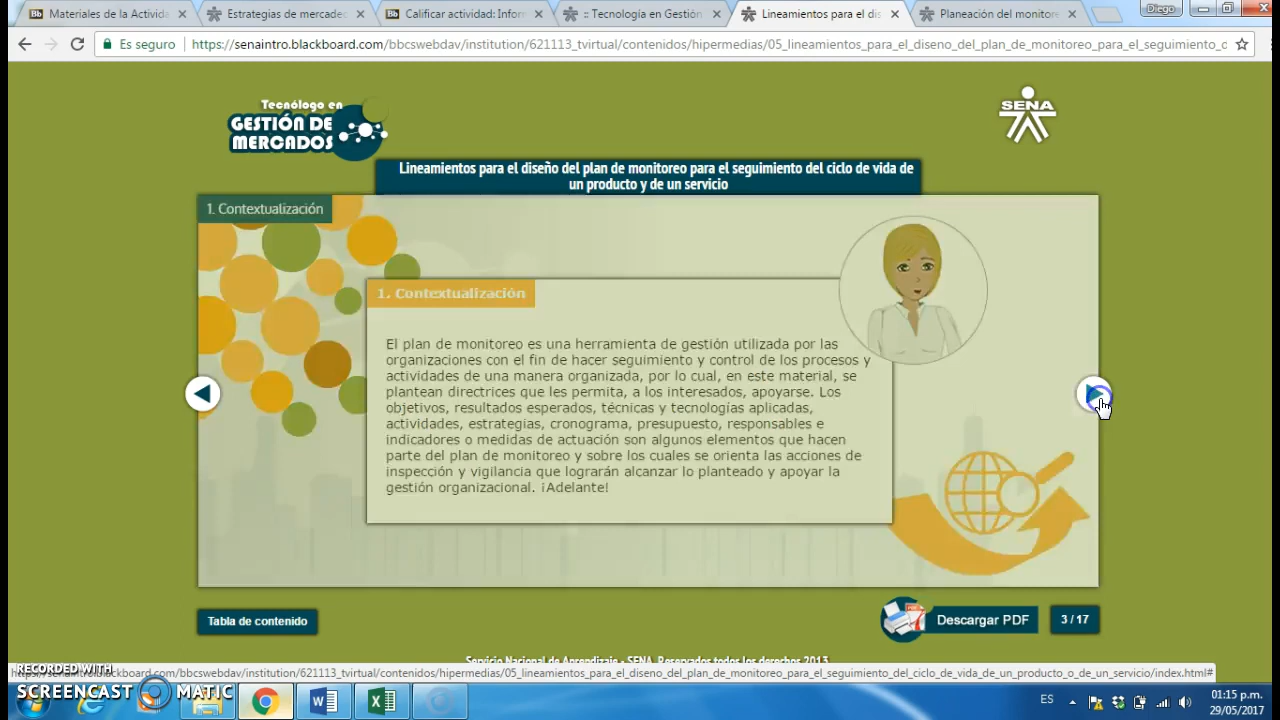 Materiales de la Activida
Estrategias de mercadeo
Calificar actividad: Inform
:: Tecnología en Gestión
Lineamientos para el dis
Planeación del monitore
Diego
Es seguro
https://senaintro.blackboard.com/bbcswebdav/institution/621113_tvirtual/contenidos/hipermedias/05_lineamientos_para_el_diseno_del_plan_de_monitoreo_para_el_seguimiento_d
Tecnólogo en
GESTIÓN DE
MERCADOS
SENA
Lineamientos para el diseño del plan de monitoreo para el seguimiento del ciclo de vida de
un producto y de un servicio
1. Contextualización
1. Contextualización
El plan de monitoreo es una herramienta de gestión utilizada por las
organizaciones con el fin de hacer seguimiento y control de los procesos y
actividades de una manera organizada, por lo cual, en este material, se
plantean directrices que les permita, a los interesados, apoyarse. Los
objetivos, resultados esperados, técnicas y tecnologías aplicadas,
actividades, estrategias, cronograma, presupuesto, responsables e
indicadores o medidas de actuación son algunos elementos que hacen
parte del plan de monitoreo y sobre los cuales se orienta las acciones de
inspección y vigilancia que lograrán alcanzar lo planteado y apoyar la
gestión organizacional. ¡Adelante!
Tabla de contenido
Descargar PDF
3 / 17
Servicio Nacional de Aprendizaje - SENA. Reservados todos los derechos 2013
https://senaintro.blackboard.com/bbcswebdav/institution/621113_tvirtual/contenidos/hipermedias/05_lineamientos_para_el_diseno_del_plan_de_monitoreo_para_el_seguimiento_del_ciclo_de_vida_de_un_producto_o_de_un_servicio/index.html#
RECORDED WITH
SCREENCAST MATIC
ES
01:15 p.m.
29/05/2017